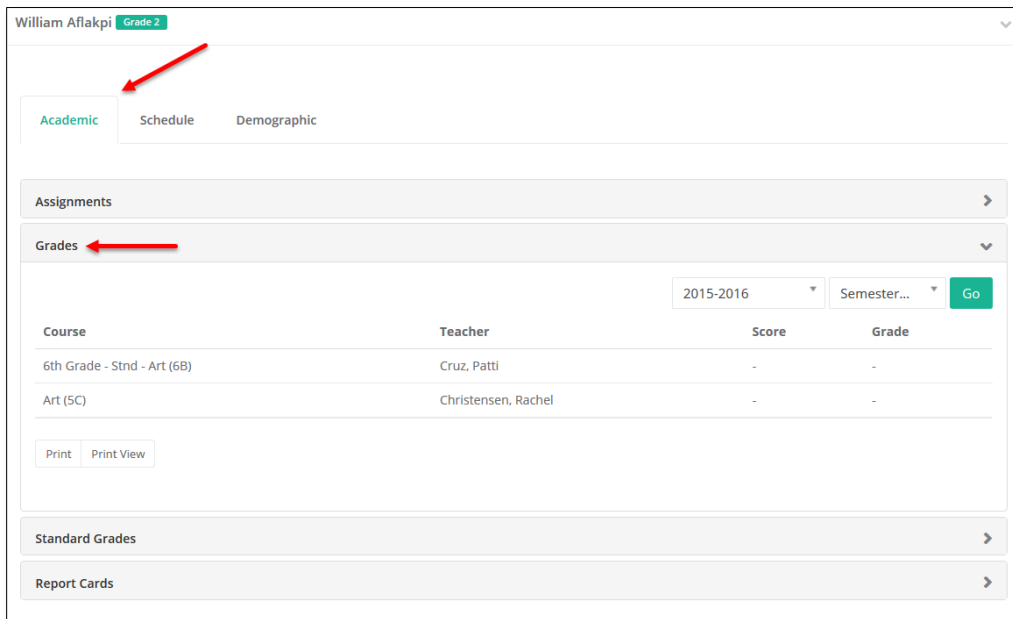 William Aflakpi Grade 2
Academic Schedule Demographic
Assignments
Grades
2015-2016 Semester... Go
Course Teacher Score Grade
6th Grade - Stnd - Art (6B) Cruz, Patti - -
Art (5C) Christensen, Rachel - -
Print Print View
Standard Grades
Report Cards